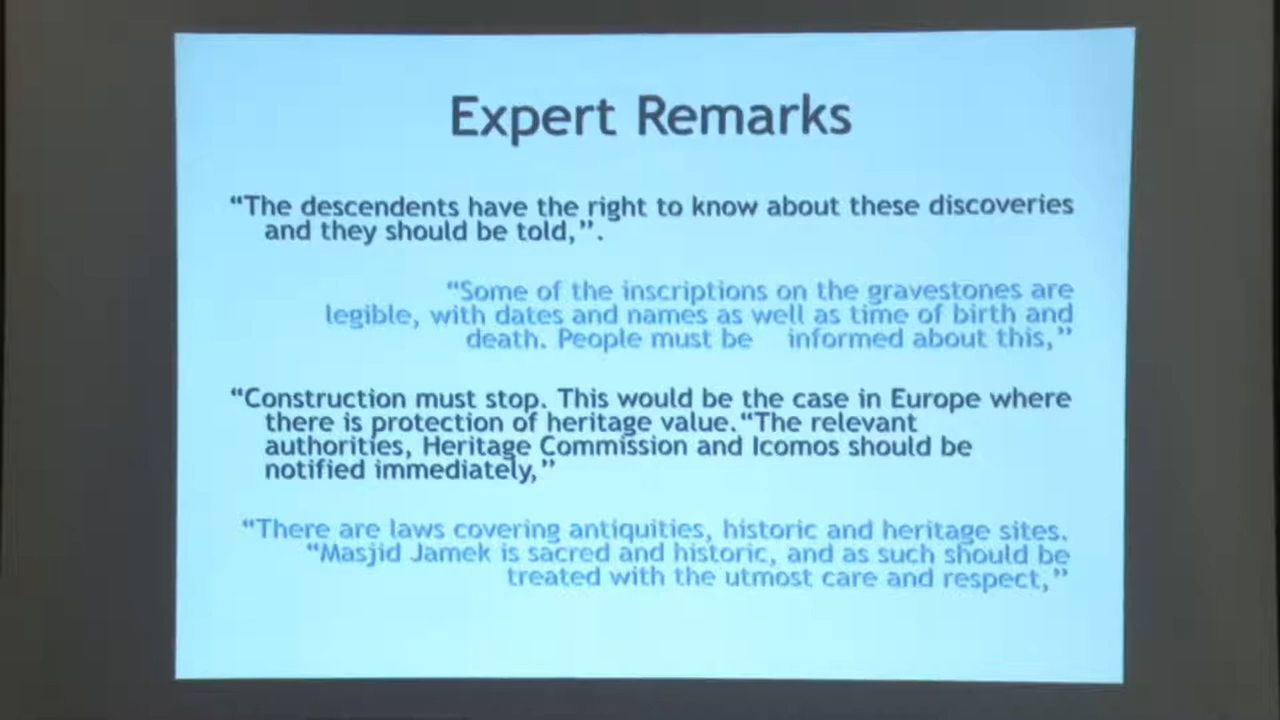 Expert Remarks
“The descendents have the right to know about these discoveries
and they should be told,”.
“Some of the inscriptions on the gravestones are
legible, with dates and names as well as time of birth and
death. People must be informed about this,”
“Construction must stop. This would be the case in Europe where
there is protection of heritage value.“The relevant
authorities, Heritage Commission and Icomos should be
notified immediately,”
“There are laws covering antiquities, historic and heritage sites.
“Masjid Jamek is sacred and historic, and as such should be
treated with the utmost care and respect,”